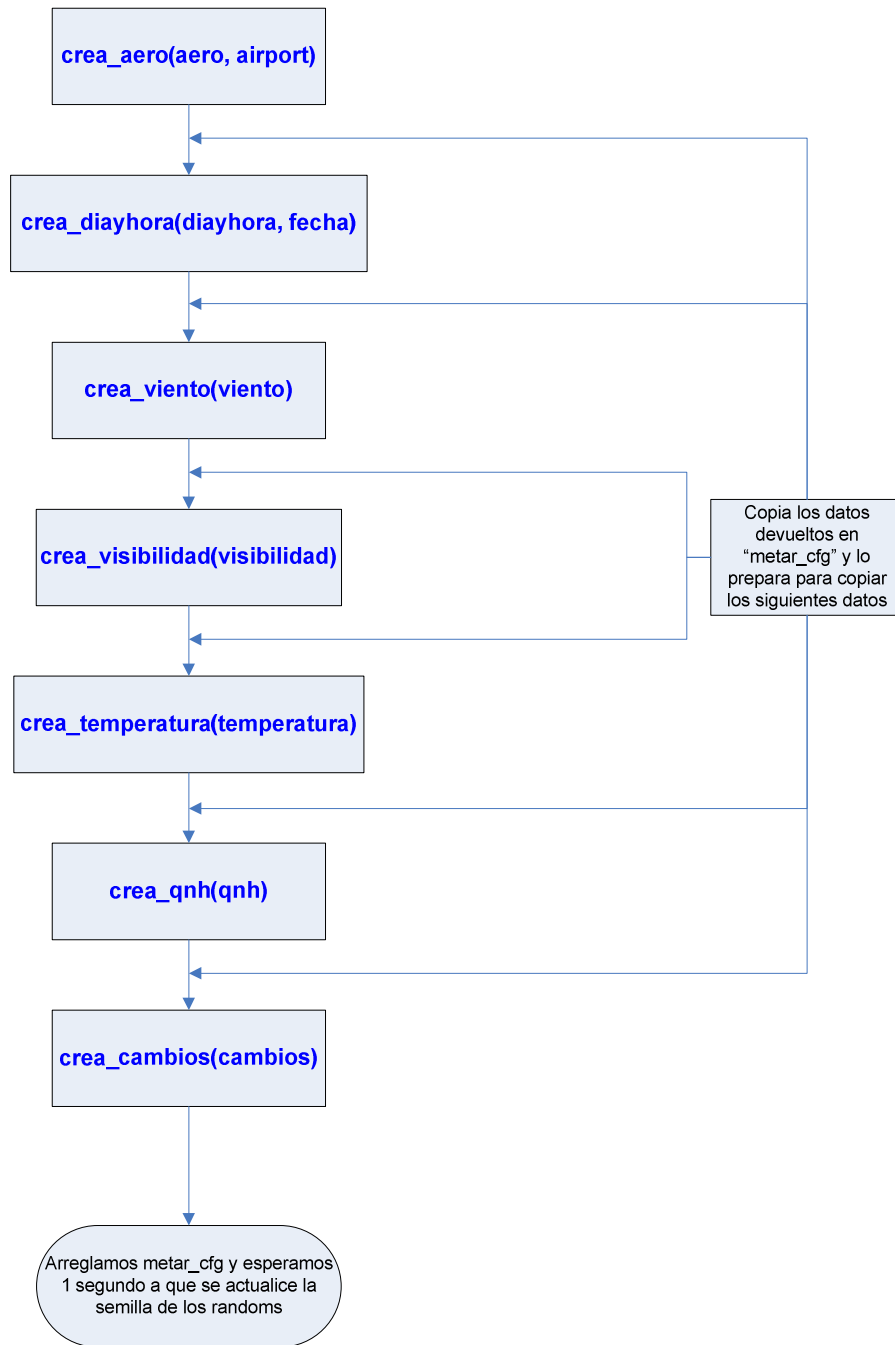 crea_aero(aero, airport)
crea_diayhora(diayhora, fecha)
crea_viento(viento)
crea_visibilidad(visibilidad)
Copia los datos
devueltos en
“metar_cfg” y lo
prepara para copiar
los siguientes datos
crea_temperatura(temperatura)
crea_qnh(qnh)
crea_cambios(cambios)
Arreglamos metar_cfg y esperamos
1 segundo a que se actualice la
semilla de los randoms